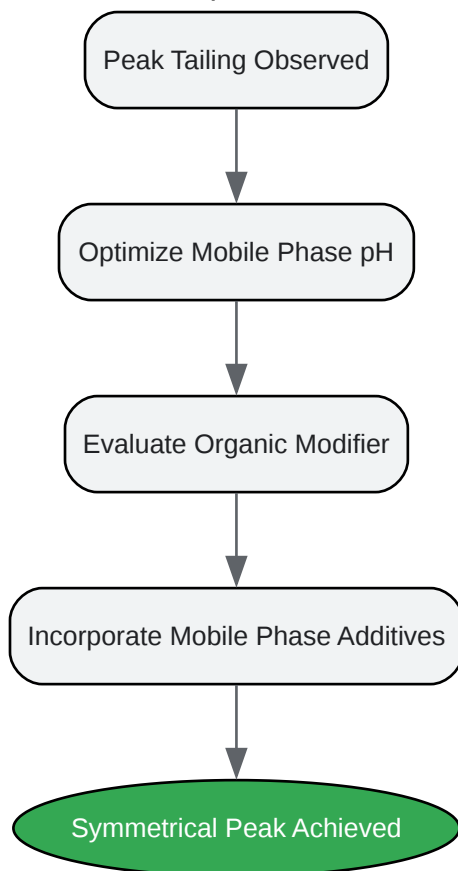 Peak Tailing Observed
Optimize Mobile Phase pH
Evaluate Organic Modifier
Incorporate Mobile Phase Additives
Symmetrical Peak Achieved